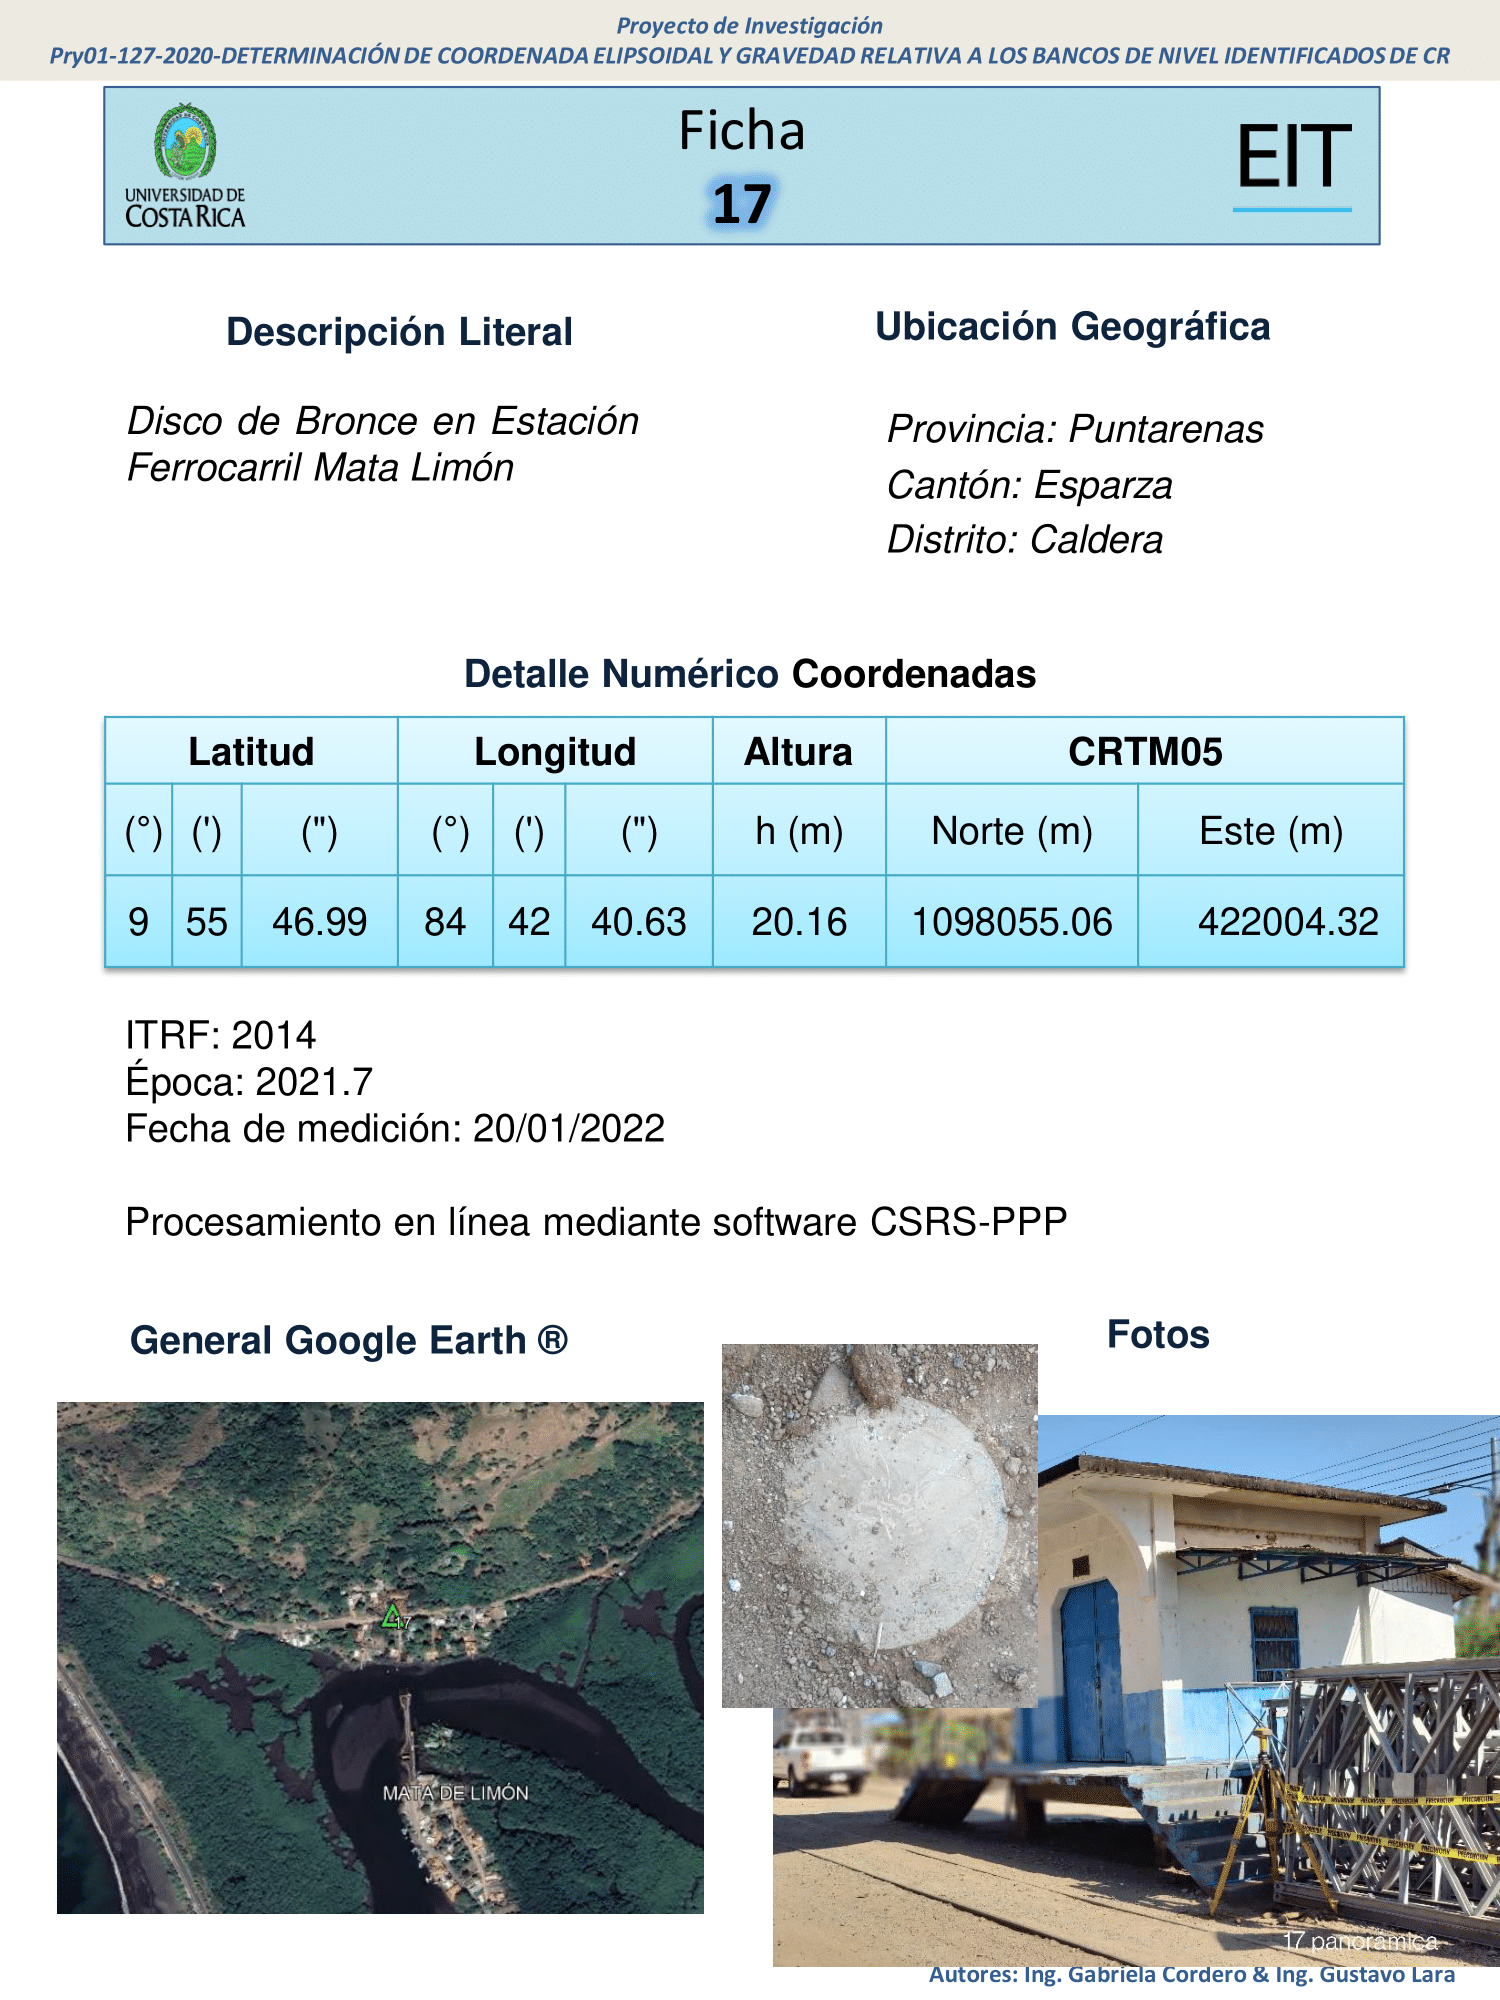 Proyecto de Investigación
Pry01-127-2020-DETERMINACIÓN DE COORDENADA ELIPSOIDAL Y GRAVEDAD RELATIVA A LOS BANCOS DE NIVEL IDENTIFICADOS DE CR
UNIVERSIDAD DE
COSTA RICA
Ficha
17
EIT
Descripción Literal
Disco de Bronce en Estación
Ferrocarril Mata Limón
Ubicación Geográfica
Provincia: Puntarenas
Cantón: Esparza
Distrito: Caldera
Detalle Numérico Coordenadas
Latitud Longitud Altura CRTM05
(°) (') (") (°) (') (") h (m) Norte (m) Este (m)
9 55 46.99 84 42 40.63 20.16 1098055.06 422004.32
ITRF: 2014
Época: 2021.7
Fecha de medición: 20/01/2022
Procesamiento en línea mediante software CSRS-PPP
General Google Earth ®
17
MATA DE LIMÓN
Fotos
17 panorámica
Autores: Ing. Gabriela Cordero & Ing. Gustavo Lara